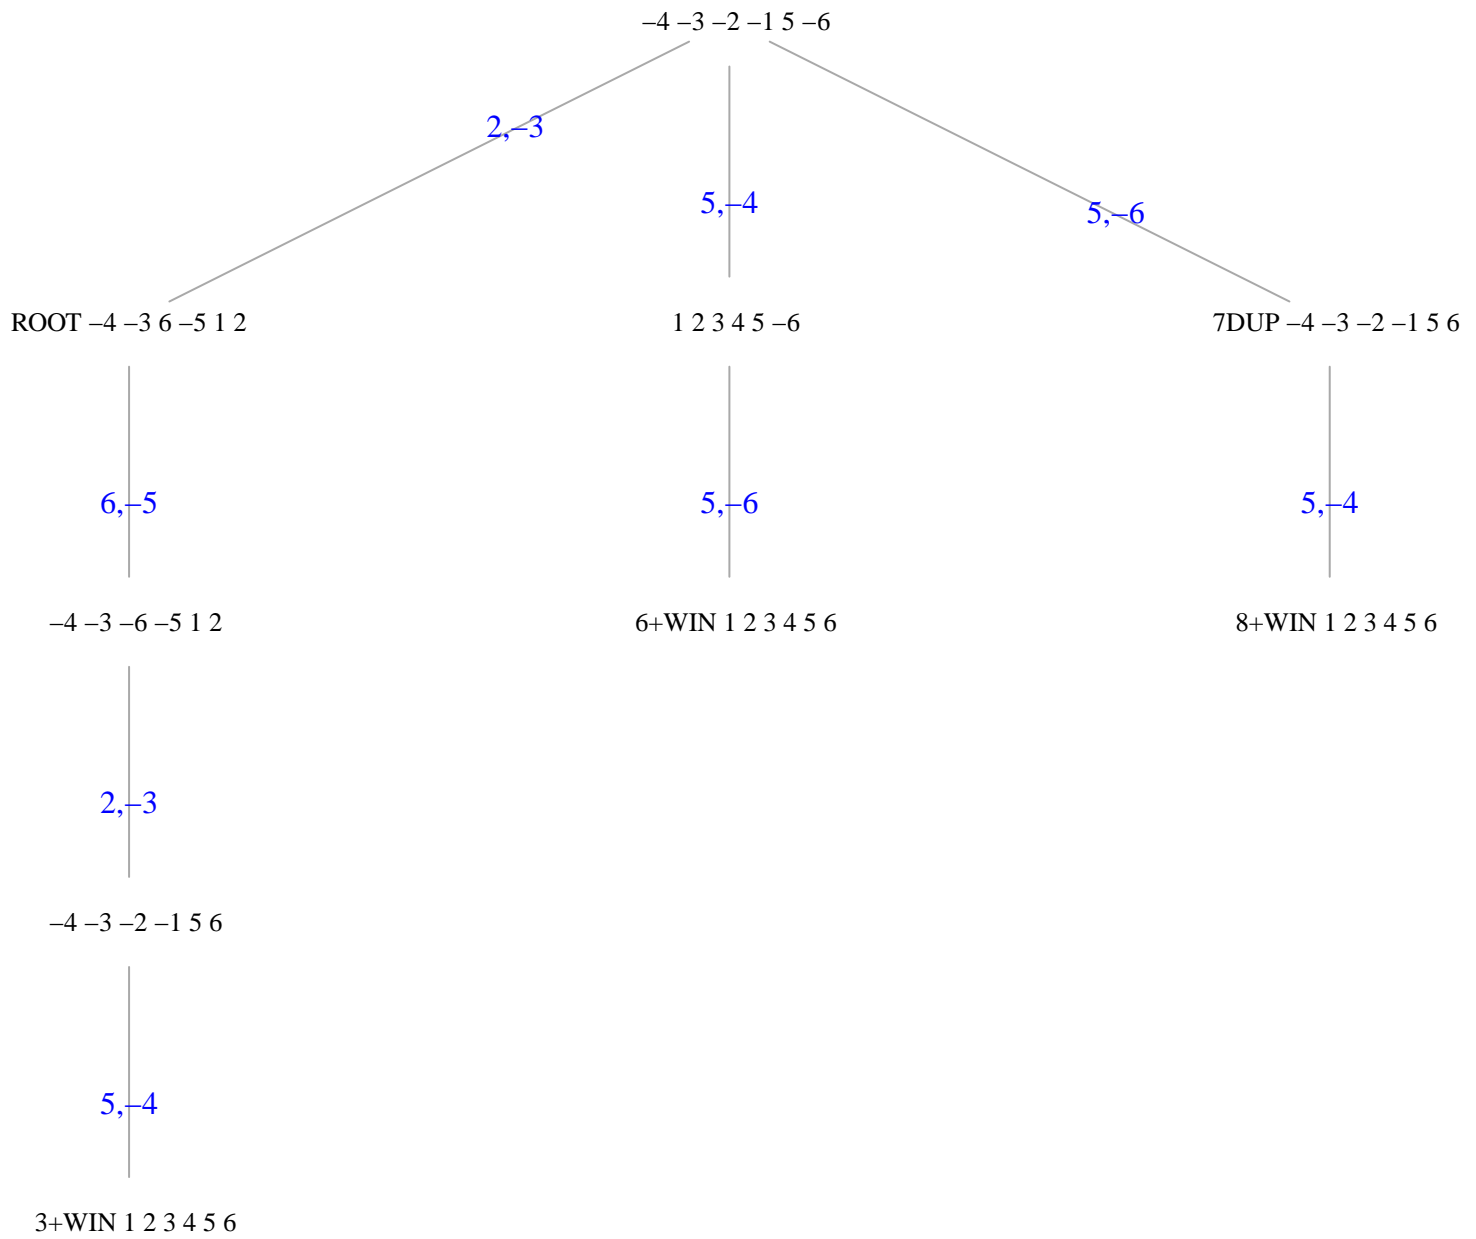 –4 –3 –2 –1 5 –6
2,–3
5,–4
5,–6
ROOT –4 –3 6 –5 1 2
1 2 3 4 5 –6
7DUP –4 –3 –2 –1 5 6
6,–5
5,–6
5,–4
–4 –3 –6 –5 1 2
6+WIN 1 2 3 4 5 6
8+WIN 1 2 3 4 5 6
2,–3
–4 –3 –2 –1 5 6
5,–4
3+WIN 1 2 3 4 5 6